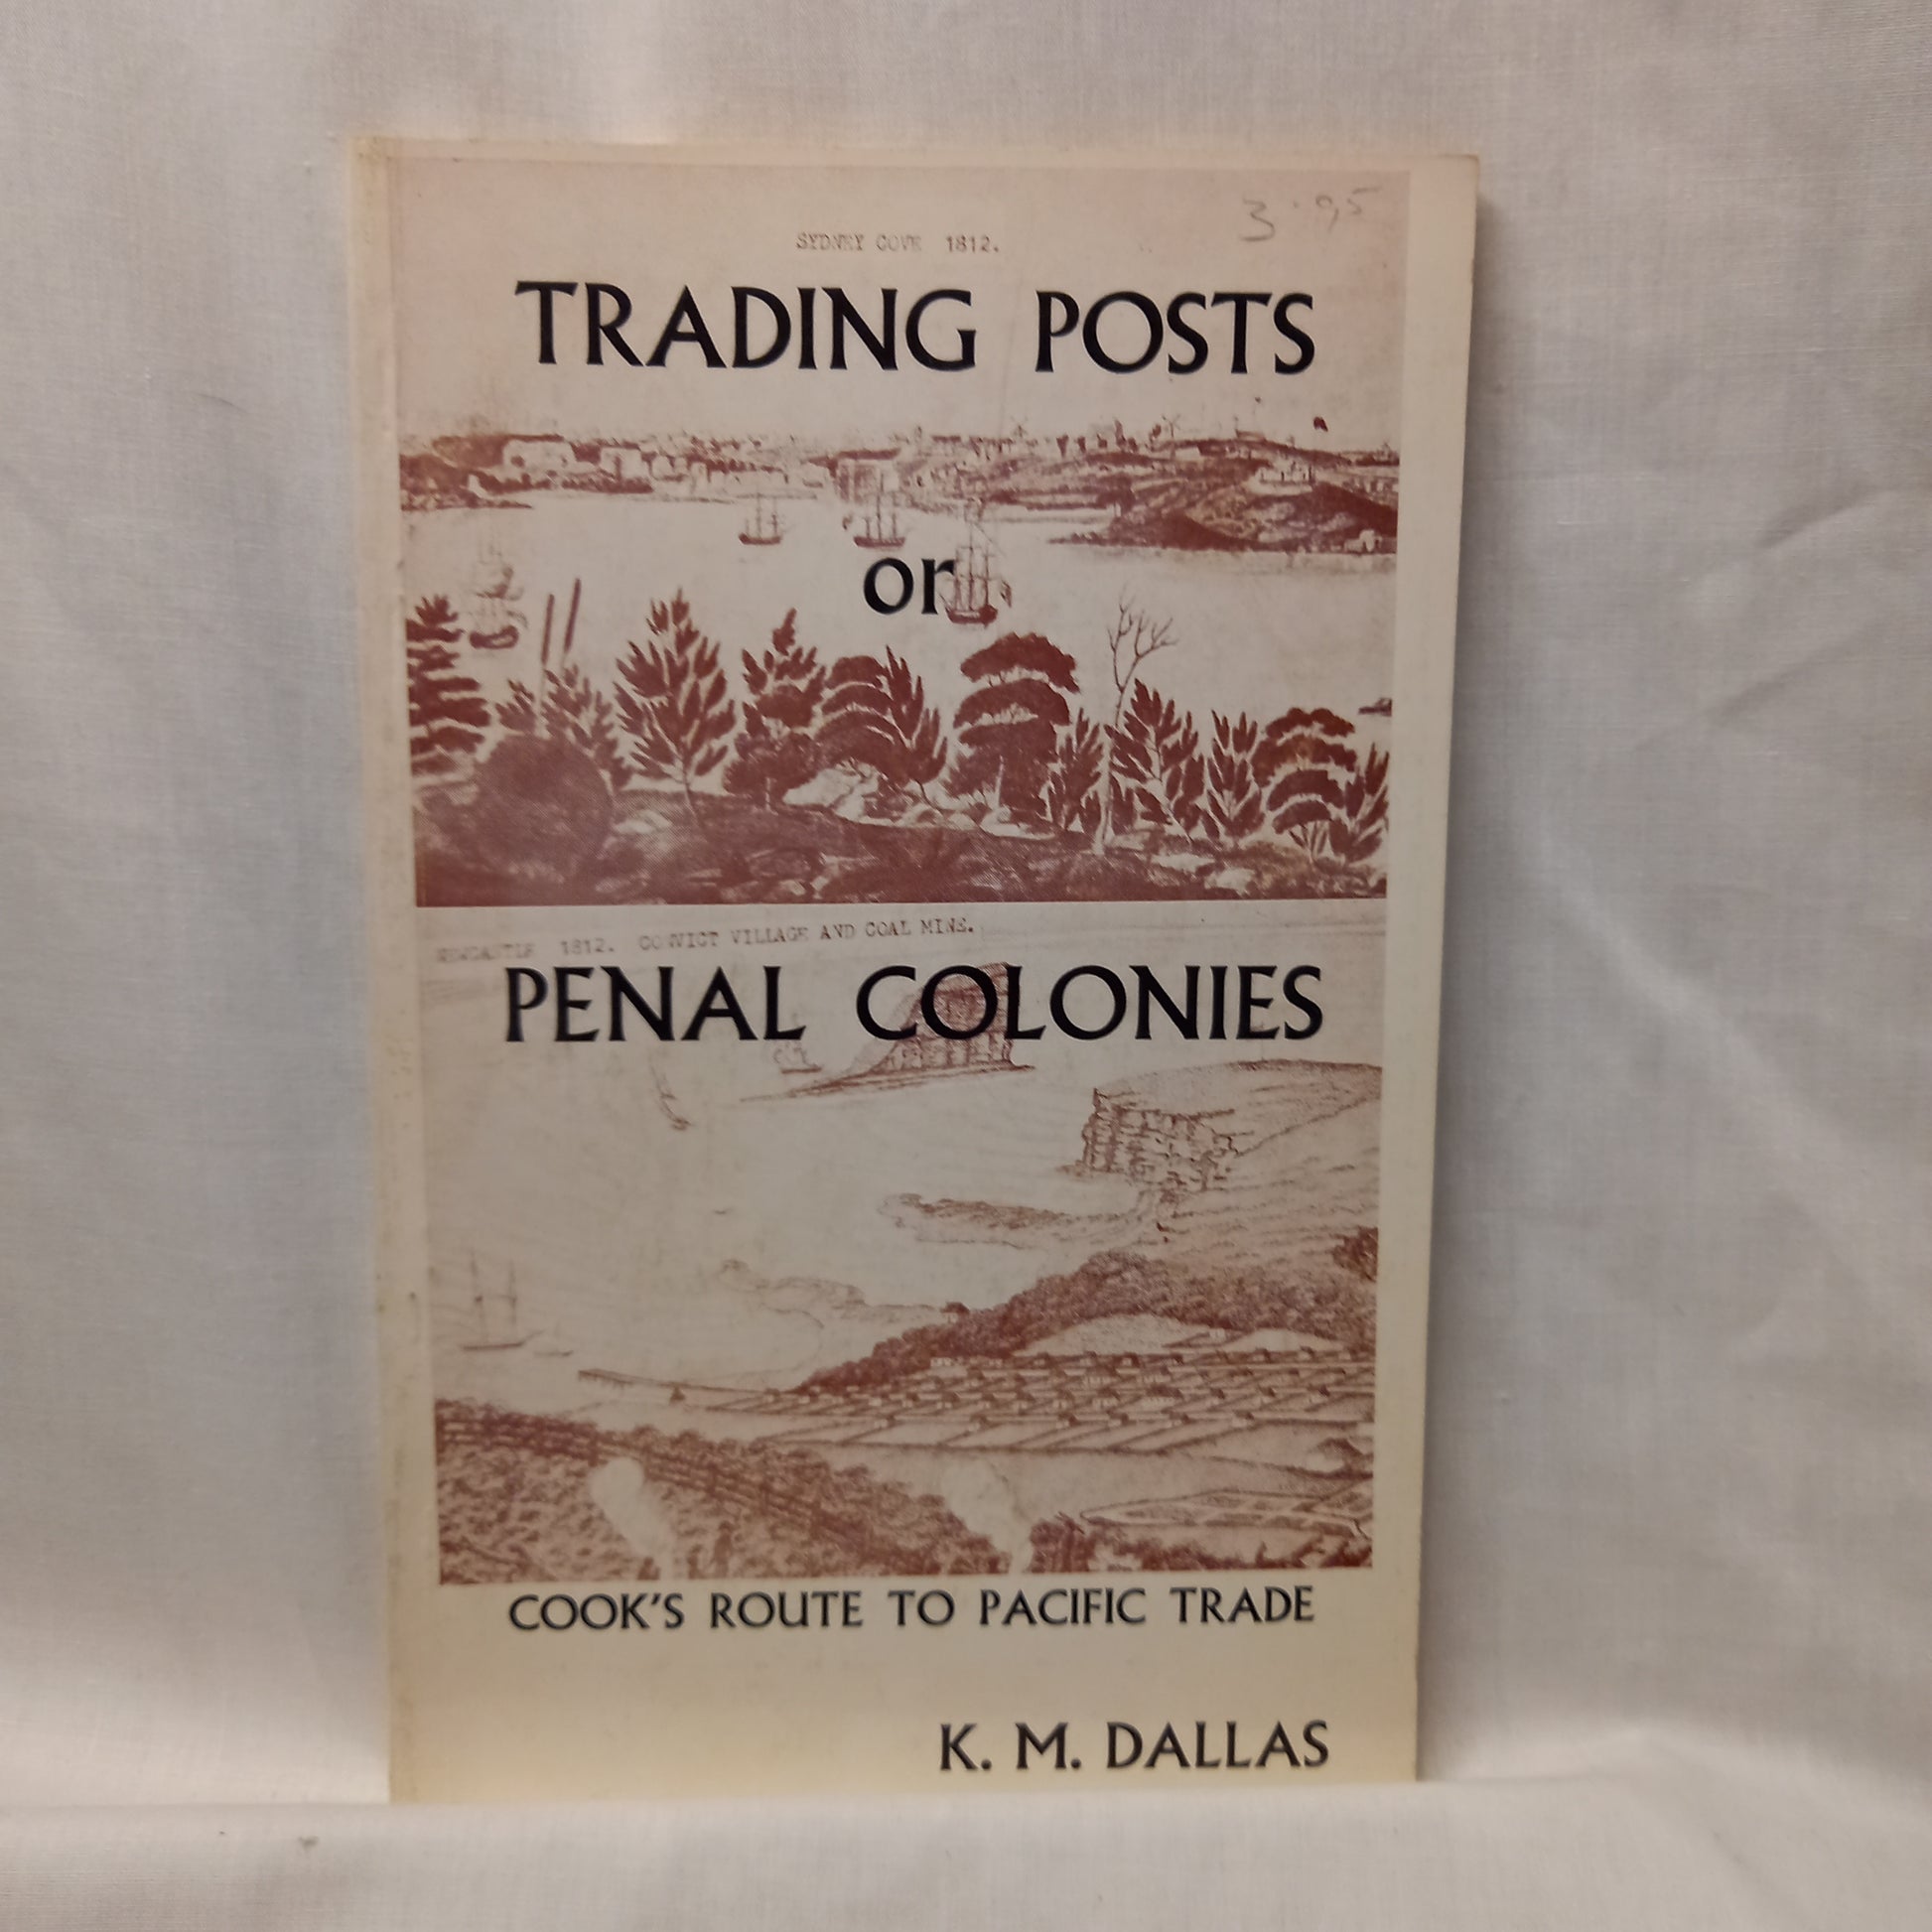 3.95
SYDNEY COVE 1812.
TRADING POSTS
or
NEWCASTLE 1812. CONVICT VILLAGE AND COAL MINE.
PENAL COLONIES
COOK'S ROUTE TO PACIFIC TRADE
K. M. DALLAS